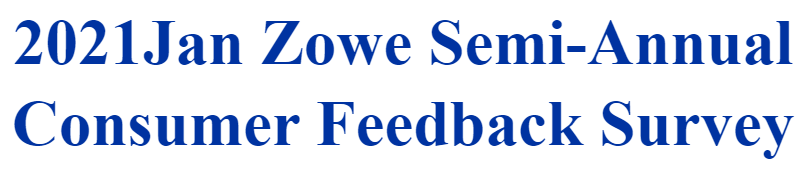 2021Jan Zowe Semi-Annual
Consumer Feedback Survey